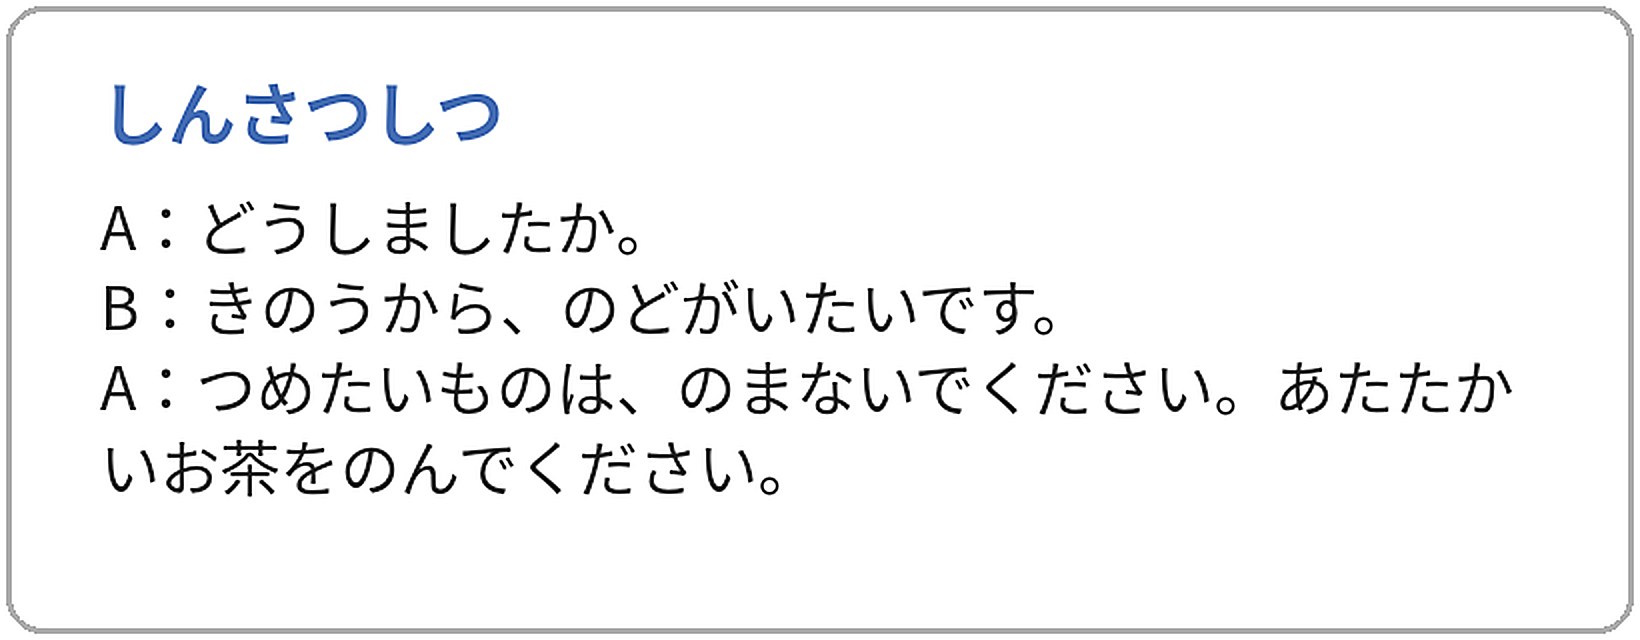 しんさつしつ
A：どうしましたか。
B：きのうから、のどがいたいです。
A：つめたいものは、のまないでください。あたたか
いお茶をのんでください。